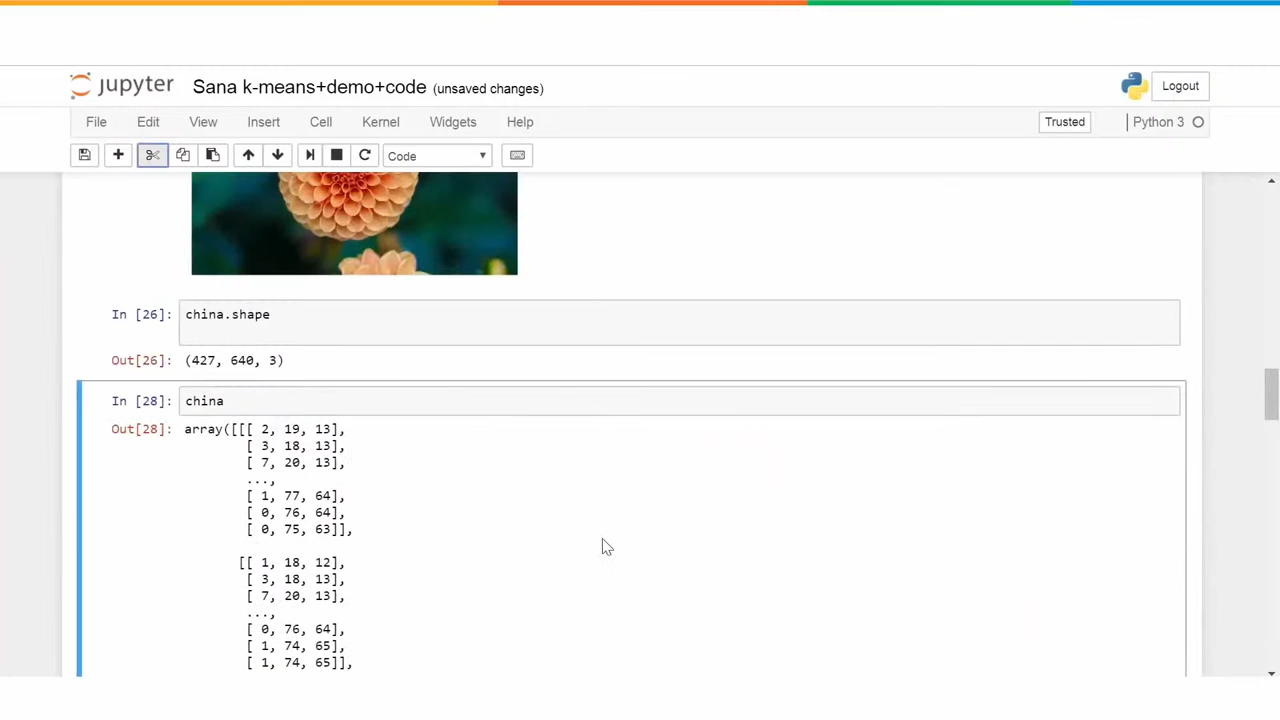 jupyter Sana k-means+demo+code (unsaved changes) Logout
File Edit View Insert Cell Kernel Widgets Help Trusted Python 3
Code
In [26]: china.shape
Out[26]: (427, 640, 3)
In [28]: china
Out[28]: array([[[ 2, 19, 13],
[ 3, 18, 13],
[ 7, 20, 13],
...,
[ 1, 77, 64],
[ 0, 76, 64],
[ 0, 75, 63]],
[[ 1, 18, 12],
[ 3, 18, 13],
[ 7, 20, 13],
...,
[ 0, 76, 64],
[ 1, 74, 65],
[ 1, 74, 65]],